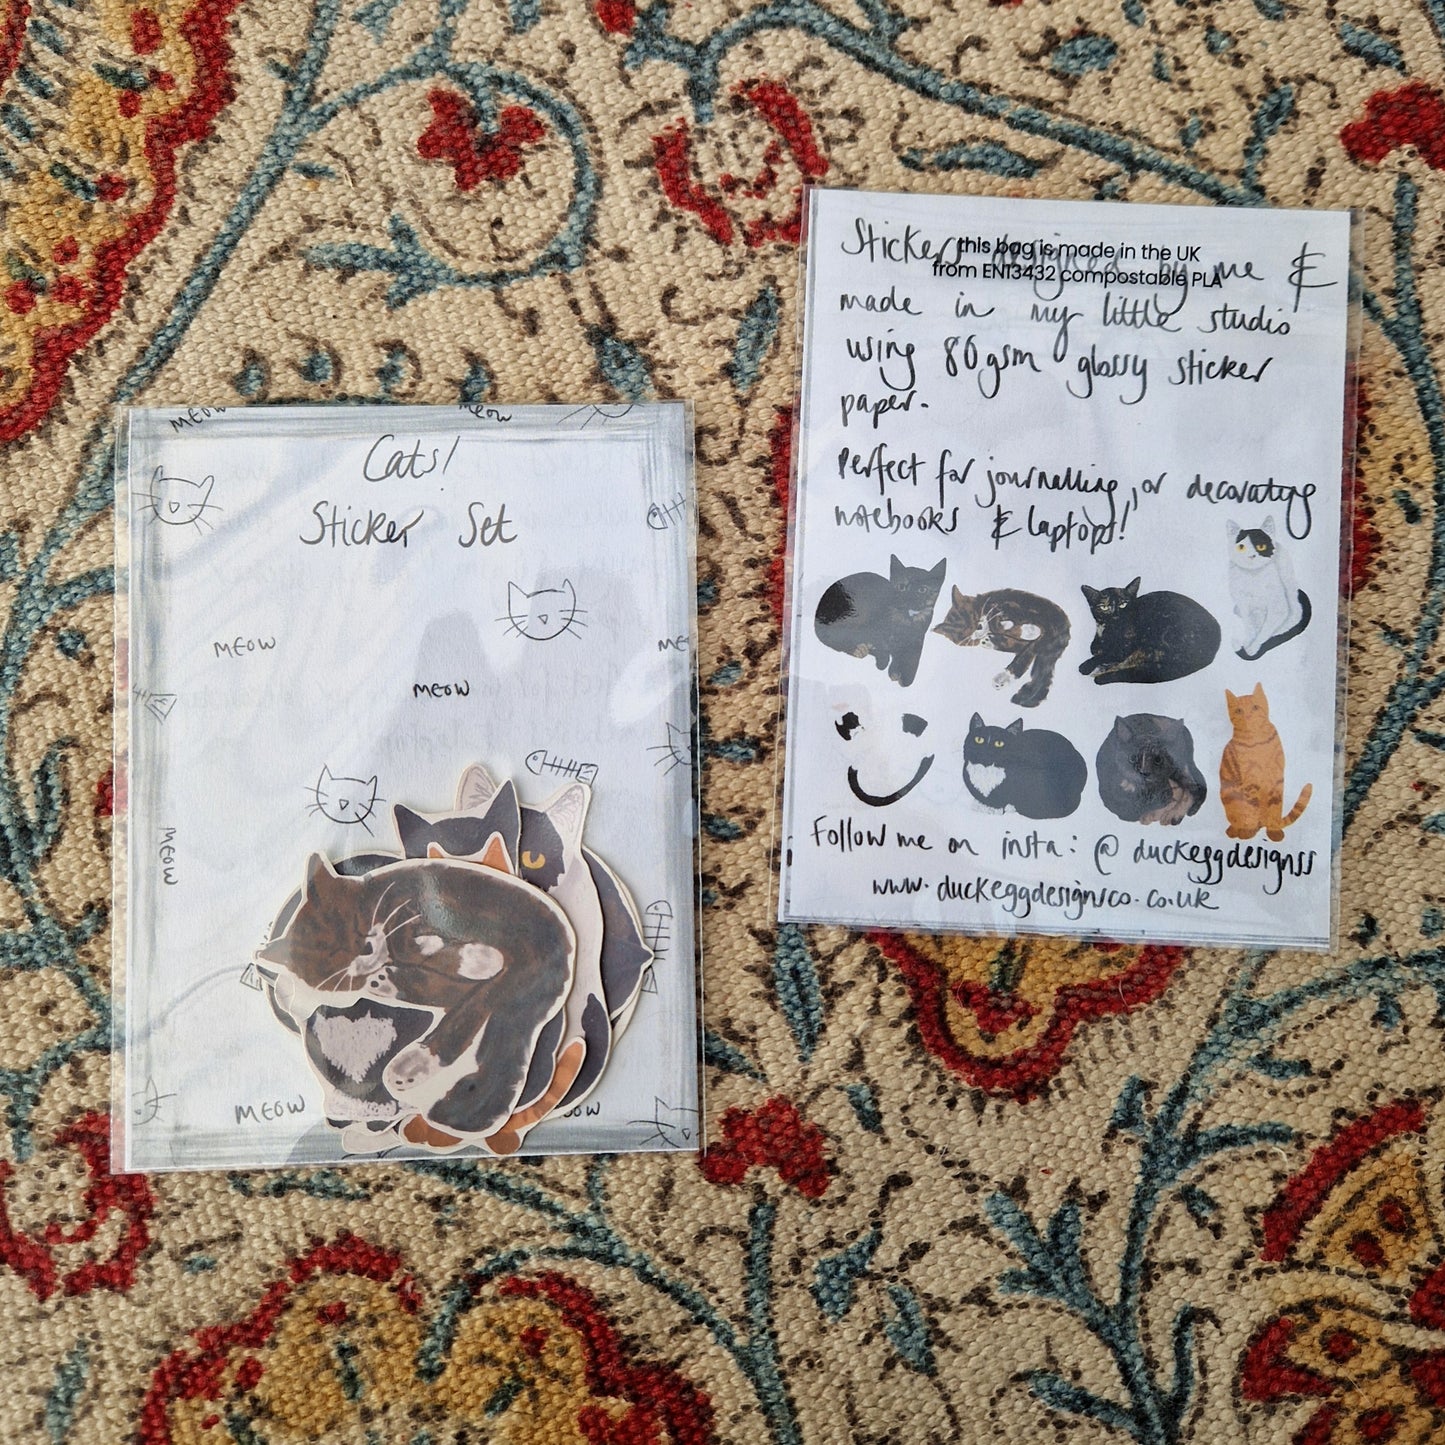 MEOW
meow
Cats!
Sticker Set
MEOW
ME
MEOW
MEOW
MEOW
OW
this bag is made in the UK
from EN13432 compostable PLA
Stickers designed by me &
made in my little studio
using 80gsm glossy sticker
paper.
Perfect for journalling, or decorating
notebooks & laptops!
Follow me on insta: @duckeggdesignss
www.duckeggdesignsco.co.uk